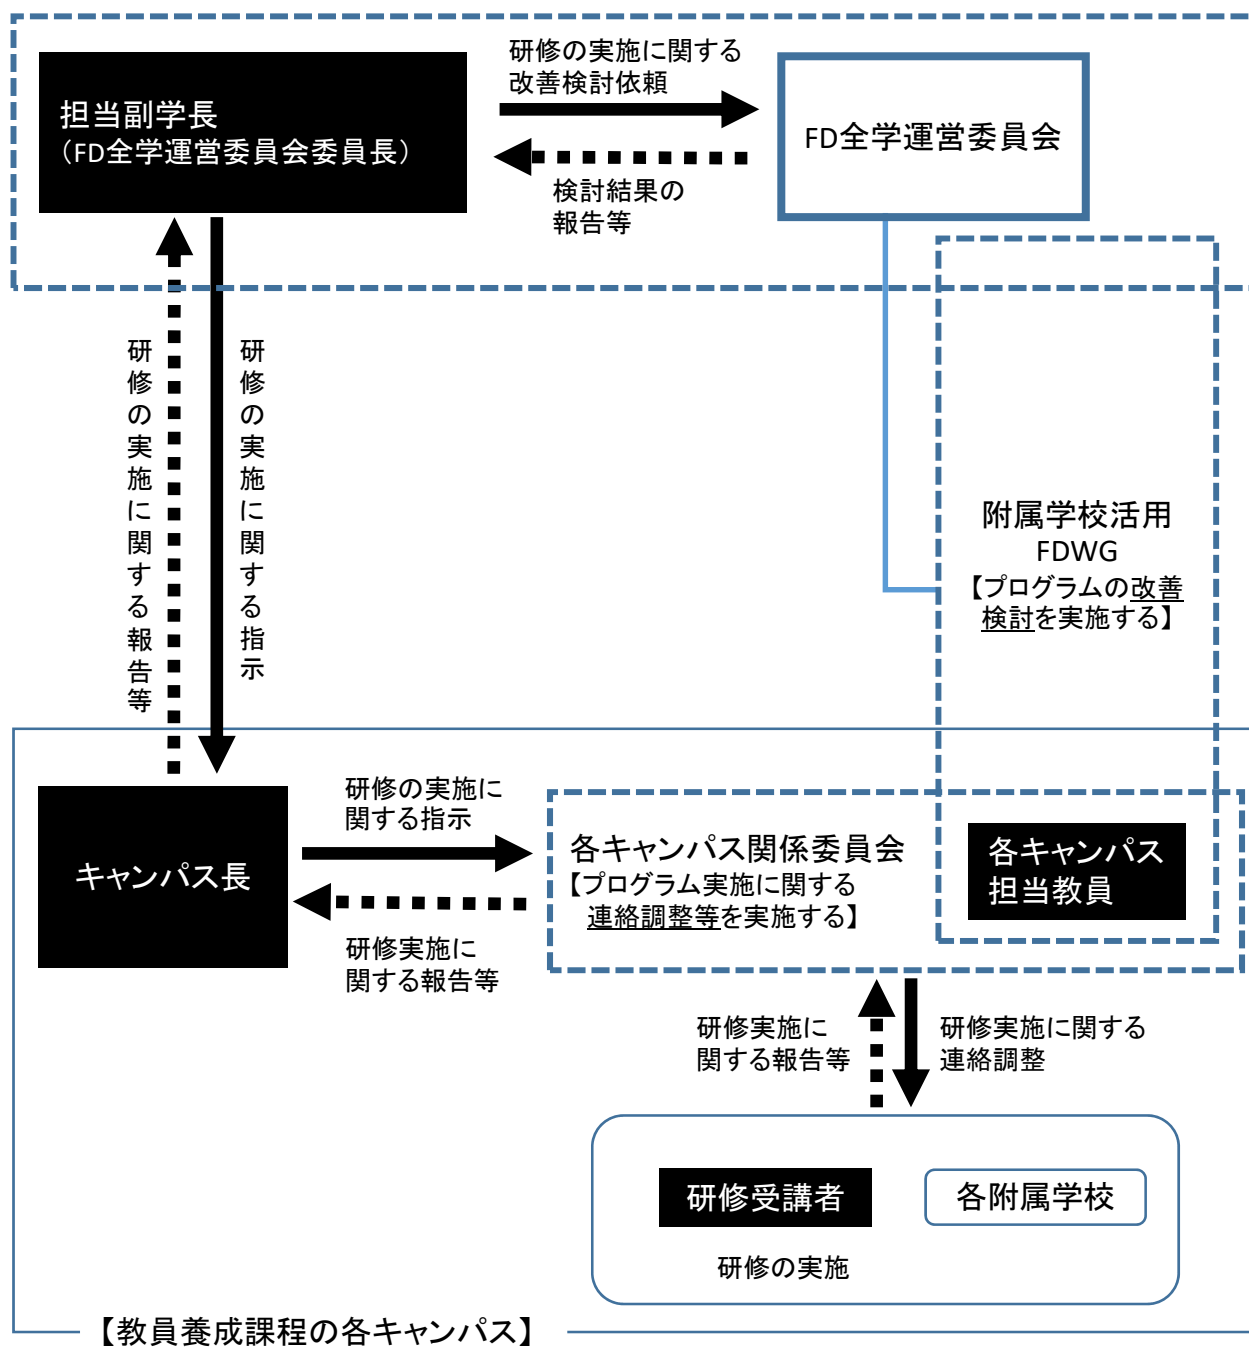 担当副学長
（FD全学運営委員会委員長）
研修の実施に関する
改善検討依頼
検討結果の
報告等
FD全学運営委員会
研修の実施に関する報告等
研修の実施に関する指示
附属学校活用
FDWG
【プログラムの改善
検討を実施する】
キャンパス長
研修の実施に
関する指示
研修実施に
関する報告等
各キャンパス関係委員会
【プログラム実施に関する
連絡調整等を実施する】
各キャンパス
担当教員
研修実施に
関する報告等
研修実施に関する
連絡調整
研修受講者
各附属学校
研修の実施
【教員養成課程の各キャンパス】